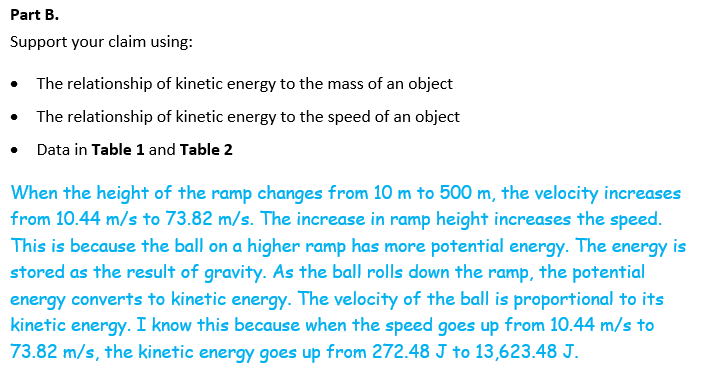 Part B.
Support your claim using:
• The relationship of kinetic energy to the mass of an object
• The relationship of kinetic energy to the speed of an object
• Data in Table 1 and Table 2
When the height of the ramp changes from 10 m to 500 m, the velocity increases
from 10.44 m/s to 73.82 m/s. The increase in ramp height increases the speed.
This is because the ball on a higher ramp has more potential energy. The energy is
stored as the result of gravity. As the ball rolls down the ramp, the potential
energy converts to kinetic energy. The velocity of the ball is proportional to its
kinetic energy. I know this because when the speed goes up from 10.44 m/s to
73.82 m/s, the kinetic energy goes up from 272.48 J to 13,623.48 J.